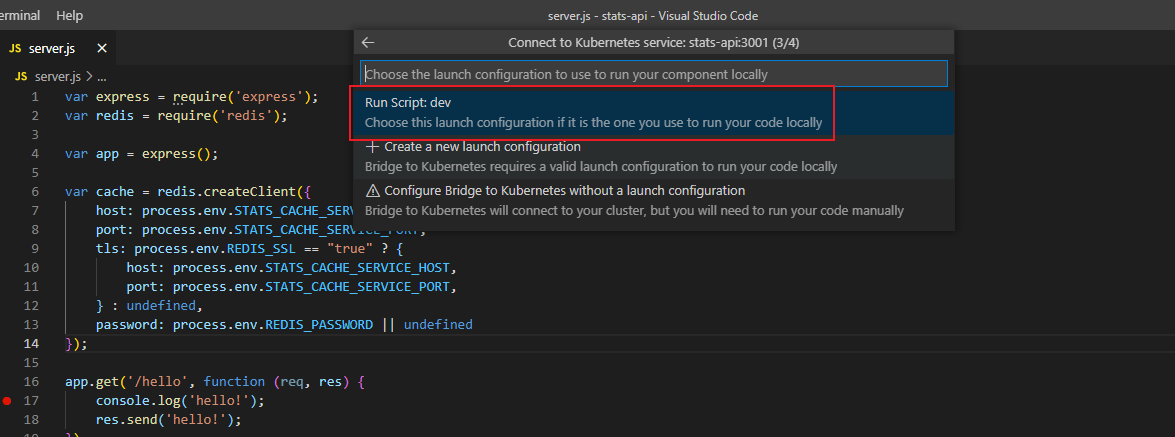 erminal Help server.js - stats-api - Visual Studio Code
JS server.js ×
Connect to Kubernetes service: stats-api:3001 (3/4)
JS server.js > ...
Choose the launch configuration to use to run your component locally
Run Script: dev
Choose this launch configuration if it is the one you use to run your code locally
+ Create a new launch configuration
Bridge to Kubernetes requires a valid launch configuration to run your code locally
Configure Bridge to Kubernetes without a launch configuration
Bridge to Kubernetes will connect to your cluster, but you will need to run your code manually
1 var express = require('express');
2 var redis = require('redis');
3
4 var app = express();
5
6 var cache = redis.createClient({
7 host: process.env.STATS_CACHE_SERV
8 port: process.env.STATS_CACHE_SERVICE_PORT,
9 tls: process.env.REDIS_SSL == "true" ? {
10 host: process.env.STATS_CACHE_SERVICE_HOST,
11 port: process.env.STATS_CACHE_SERVICE_PORT,
12 } : undefined,
13 password: process.env.REDIS_PASSWORD || undefined
14 });
15
16 app.get('/hello', function (req, res) {
17 console.log('hello!');
18 res.send('hello!');